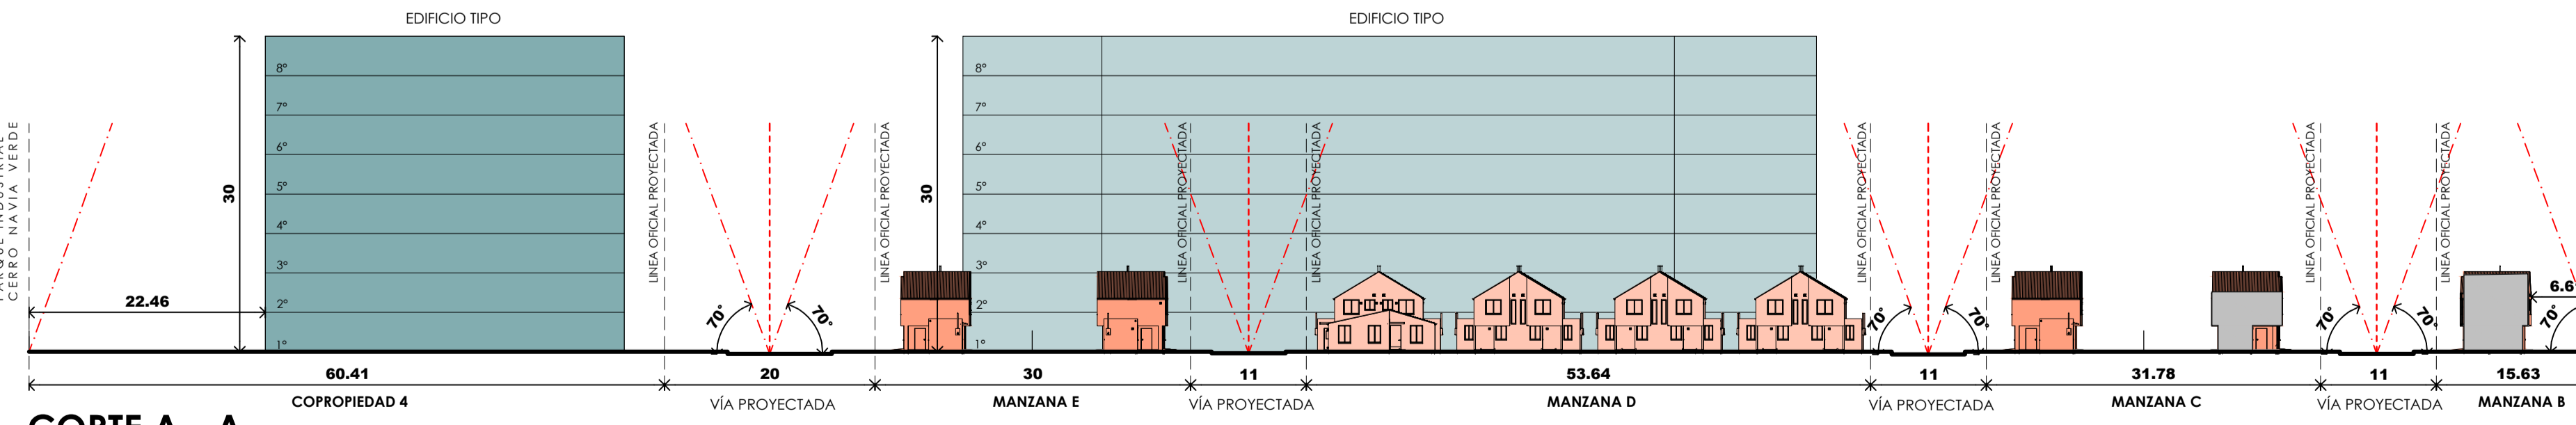 EDIFICIO TIPO
EDIFICIO TIPO
8°
7°
6°
5°
4°
3°
2°
1°
30
22.46
CERRO NAVIA VERDE
LINEA OFICIAL PROYECTADA
70°
70°
LINEA OFICIAL PROYECTADA
30
8°
7°
6°
5°
4°
3°
2°
1°
LINEA OFICIAL PROYECTADA
LINEA OFICIAL PROYECTADA
LINEA OFICIAL PROYECTADA
70°
70°
LINEA OFICIAL PROYECTADA
LINEA OFICIAL PROYECTADA
70°
70°
LINEA OFICIAL PROYECTADA
6.6
70°
60.41
20
30
11
53.64
11
31.78
11
15.63
COPROPIEDAD 4
VÍA PROYECTADA
MANZANA E
VÍA PROYECTADA
MANZANA D
VÍA PROYECTADA
MANZANA C
VÍA PROYECTADA
MANZANA B
CORTE A - A